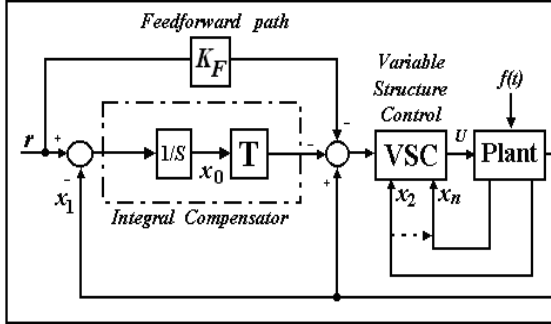 Feedforward path
K_F
Variable
Structure
Control
f(t)
r
+
-
1/S
x_0
T
-
-
+
VSC
U
Plant
x_1
x_2
x_n
Integral Compensator